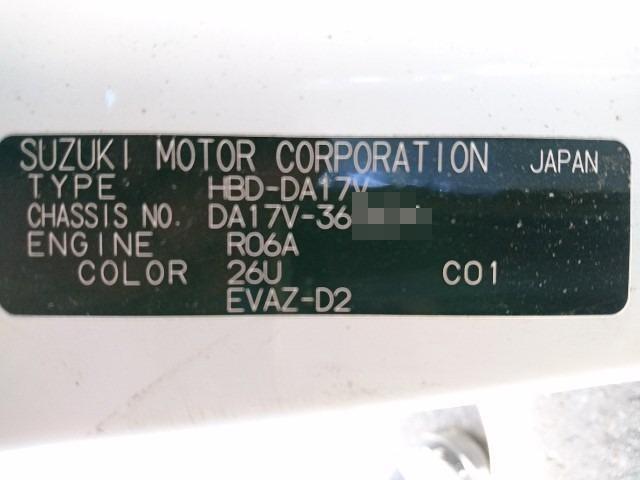 SUZUKI MOTOR CORPORATION JAPAN
TYPE HBD-DA17V
CHASSIS NO. DA17V-36
ENGINE R06A
COLOR 26U C01
EVAZ-D2